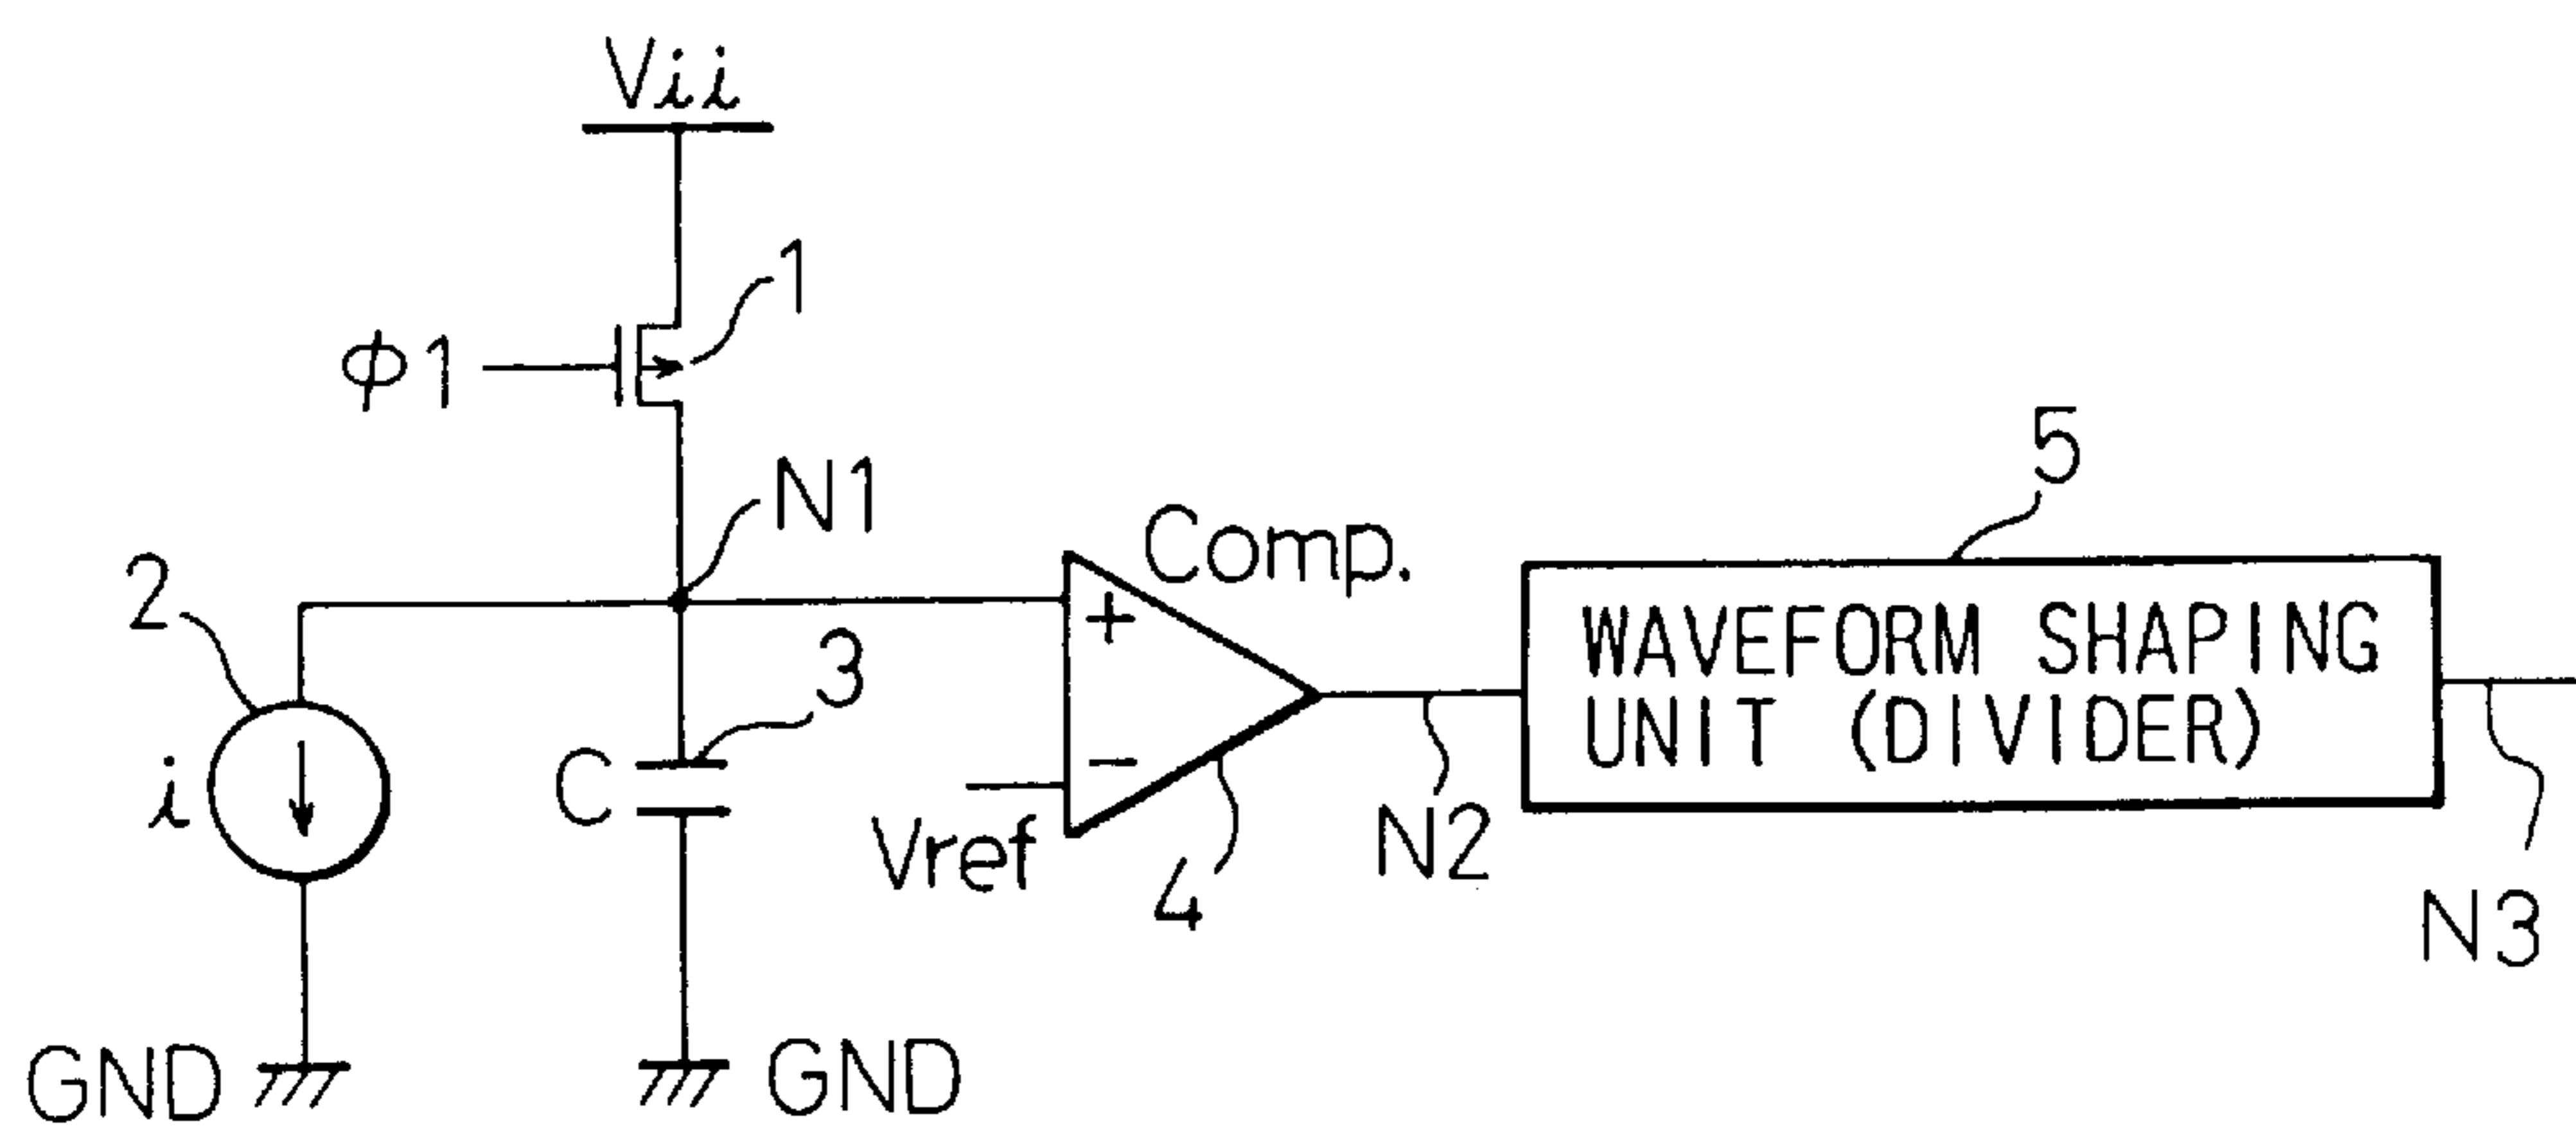 Vii
1
ϕ1
N1
5
2
Comp.
+
WAVEFORM SHAPING
UNIT (DIVIDER)
3
i
C
−
Vref
4
N2
N3
GND
GND